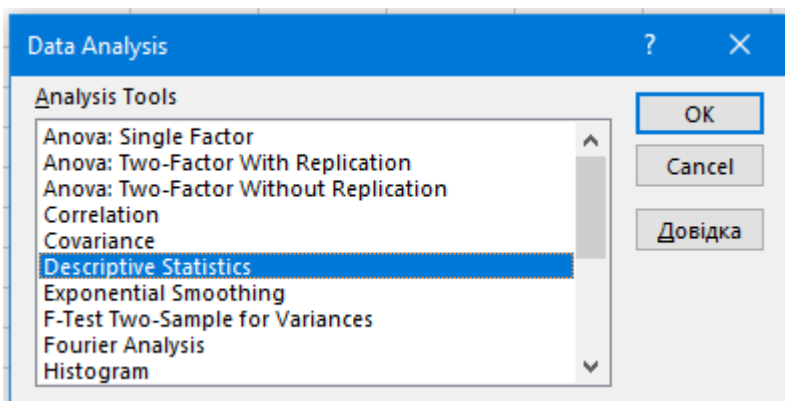 Data Analysis ? ×
Analysis Tools
Anova: Single Factor
Anova: Two-Factor With Replication
Anova: Two-Factor Without Replication
Correlation
Covariance
Descriptive Statistics
Exponential Smoothing
F-Test Two-Sample for Variances
Fourier Analysis
Histogram
OK
Cancel
Довідка